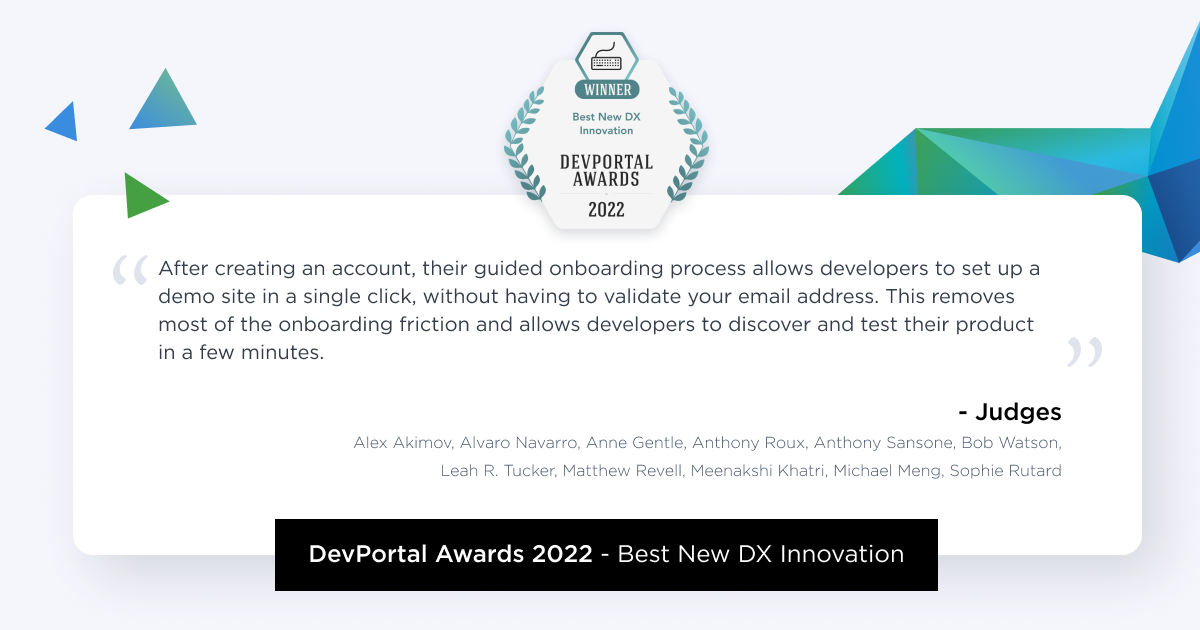 WINNER
Best New DX
Innovation
DEVPORTAL
AWARDS
2022
“After creating an account, their guided onboarding process allows developers to set up a
demo site in a single click, without having to validate your email address. This removes
most of the onboarding friction and allows developers to discover and test their product
in a few minutes.”
- Judges
Alex Akimov, Alvaro Navarro, Anne Gentle, Anthony Roux, Anthony Sansone, Bob Watson,
Leah R. Tucker, Matthew Revell, Meenakshi Khatri, Michael Meng, Sophie Rutard
DevPortal Awards 2022 - Best New DX Innovation